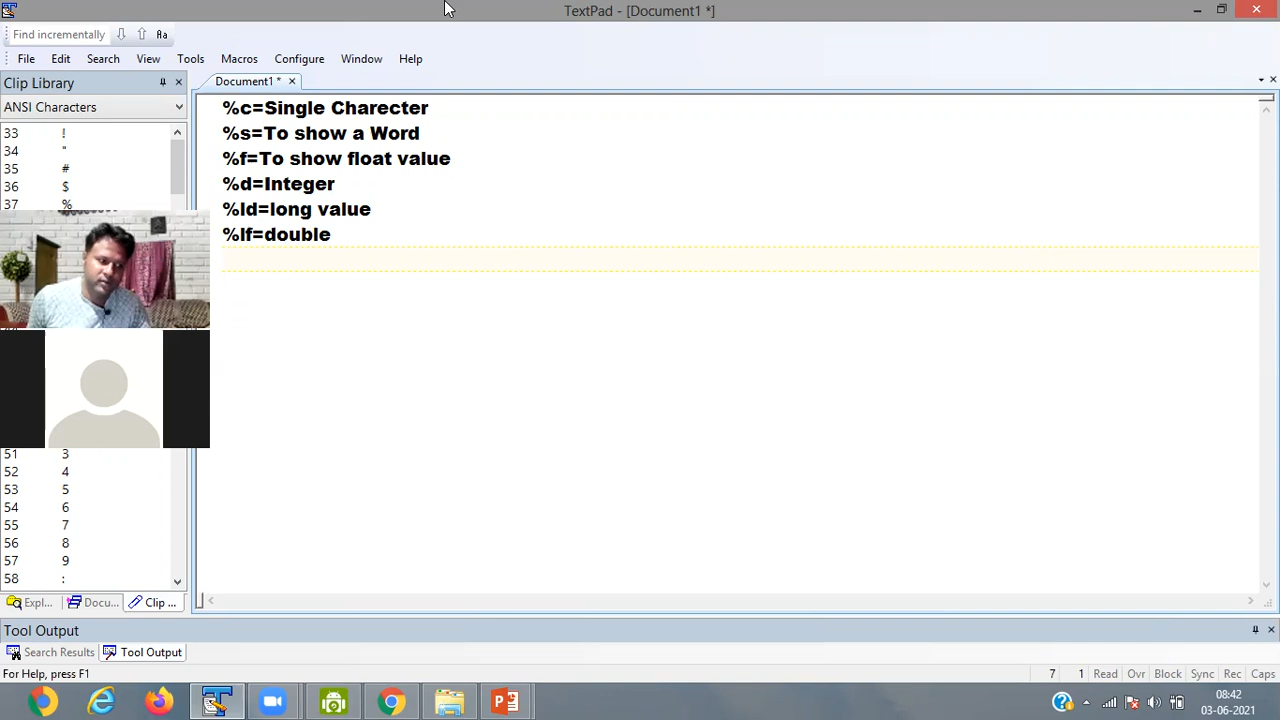 TextPad - [Document1 *]
Find incrementally
Aa
File Edit Search View Tools Macros Configure Window Help
Clip Library
Document1 *
ANSI Characters
33 !
34 "
35 #
36 $
37 %
51 3
52 4
53 5
54 6
55 7
56 8
57 9
58 :
%c=Single Charecter
%s=To show a Word
%f=To show float value
%d=Integer
%ld=long value
%lf=double
Expl... Docu... Clip ...
Tool Output
Search Results Tool Output
For Help, press F1
7 1 Read Ovr Block Sync Rec Caps
08:42
03-06-2021